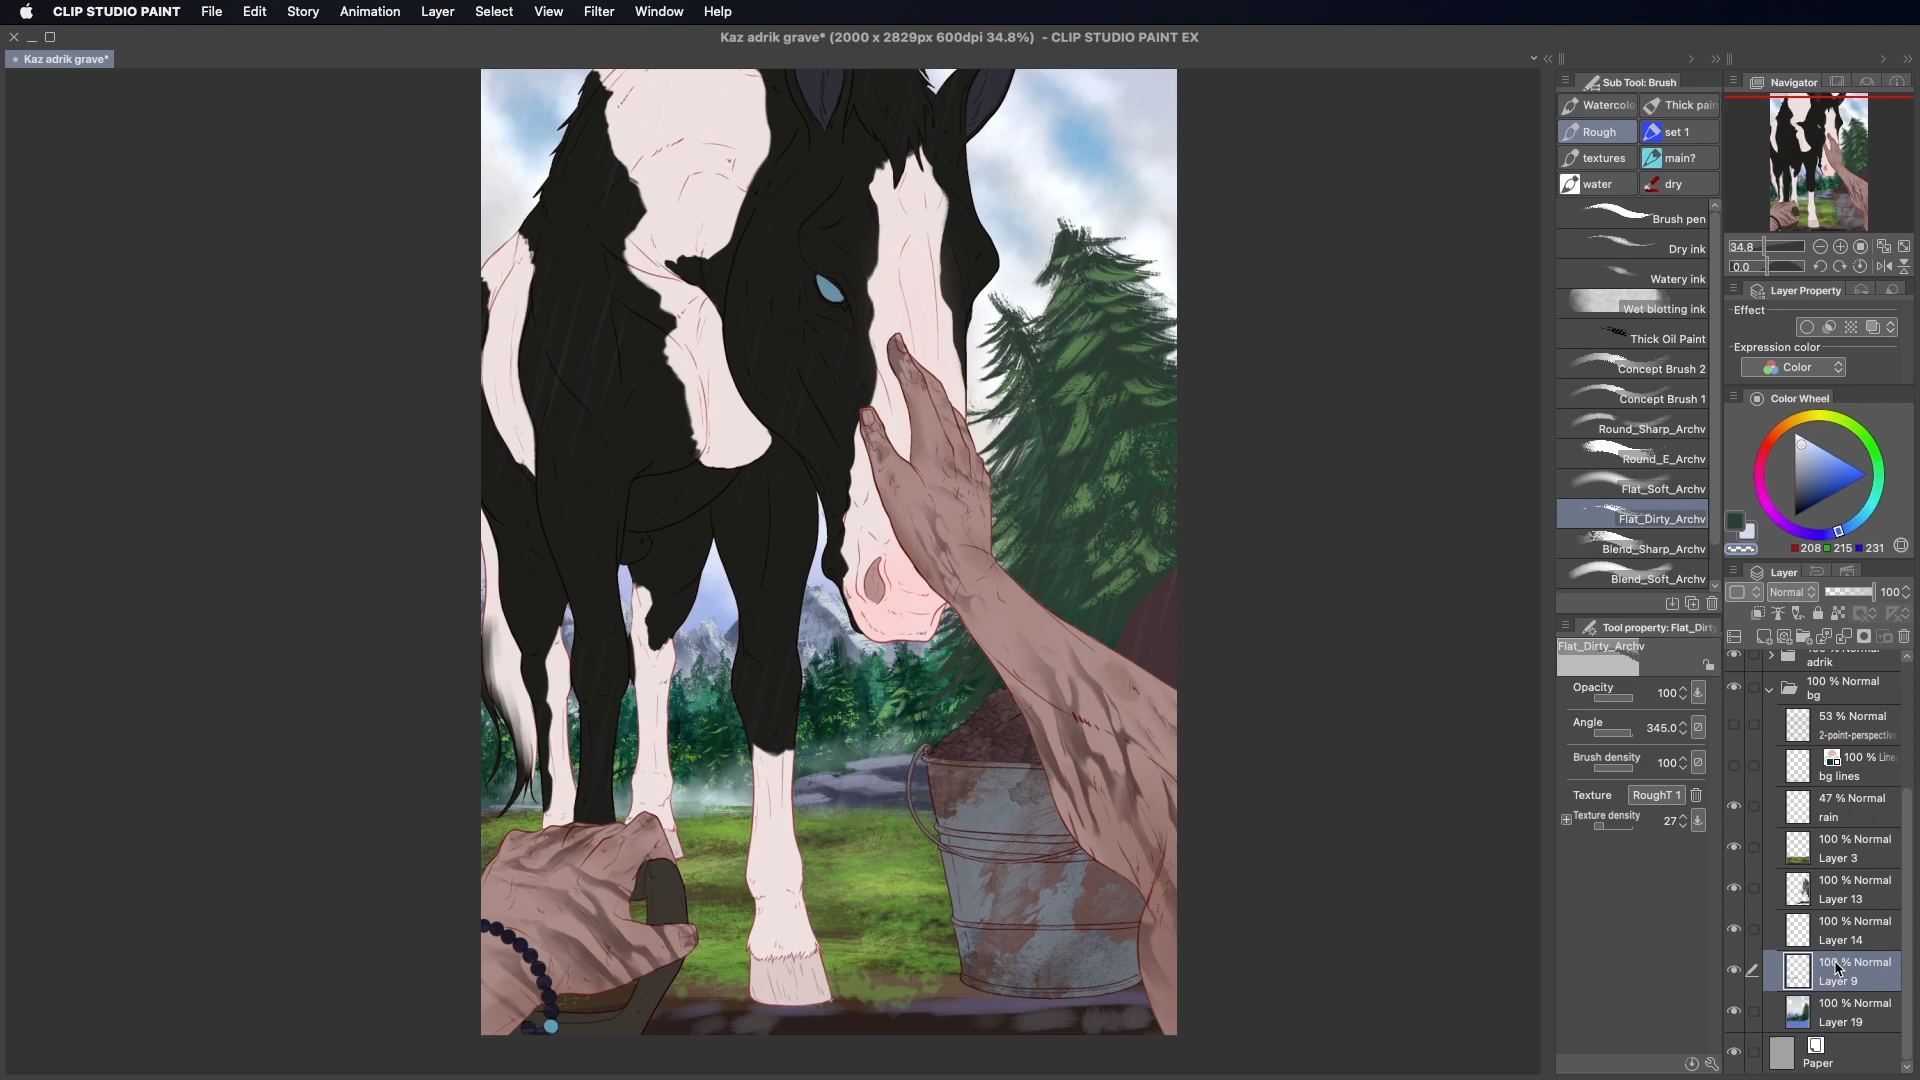 CLIP STUDIO PAINT File Edit Story Animation Layer Select View Filter Window Help
Kaz adrik grave* (2000 x 2829px 600dpi 34.8%) - CLIP STUDIO PAINT EX
Kaz adrik grave*
Sub Tool: Brush
Watercolo
Thick pain
Rough
set 1
textures
main?
water
dry
Brush pen
Dry ink
Watery ink
Wet blotting ink
Thick Oil Paint
Concept Brush 2
Concept Brush 1
Round_Sharp_Archv
Round_E_Archv
Flat_Soft_Archv
Flat_Dirty_Archv
Blend_Sharp_Archv
Blend_Soft_Archv
Tool property: Flat_Dirty
Flat_Dirty_Archv
Opacity 100
Angle 345.0
Brush density 100
Texture RoughT 1
Texture density 27
Navigator
34.8
0.0
Layer Property
Effect
Expression color
Color
Color Wheel
208 215 231
Layer
Normal 100
adrik
100 % Normal
bg
53 % Normal
2-point-perspective
100 % Line
bg lines
47 % Normal
rain
100 % Normal
Layer 3
100 % Normal
Layer 13
100 % Normal
Layer 14
100 % Normal
Layer 9
100 % Normal
Layer 19
Paper